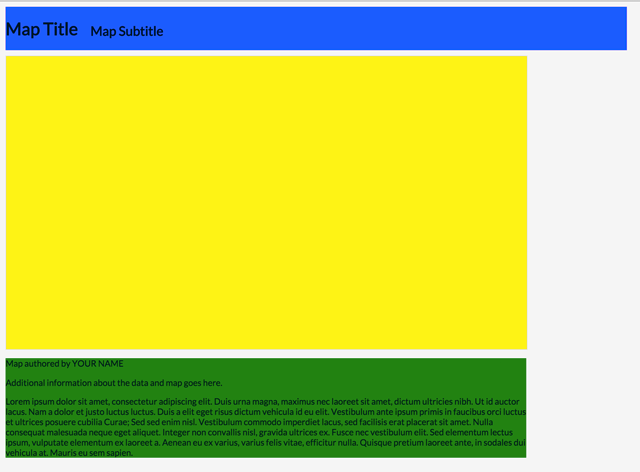 Map Title Map Subtitle
Map authored by YOUR NAME
Additional information about the data and map goes here.
Lorem ipsum dolor sit amet, consectetur adipiscing elit. Duis urna magna, maximus nec laoreet sit amet, dictum ultricies nibh. Ut id auctor
lacus. Nam a dolor et justo luctus luctus. Duis a elit eget risus dictum vehicula id eu elit. Vestibulum ante ipsum primis in faucibus orci luctus
et ultrices posuere cubilia Curae; Sed sed enim nisl. Vestibulum commodo imperdiet lacus, sed facilisis erat placerat sit amet. Nulla
consequat malesuada neque eget aliquet. Integer non convallis nisl, gravida ultrices ex. Fusce nec vestibulum elit. Sed elementum lectus
ipsum, vulputate elementum ex laoreet a. Aenean eu ex varius, varius felis vitae, efficitur nulla. Quisque pretium laoreet ante, in sodales dui
vehicula at. Mauris eu sem sapien.